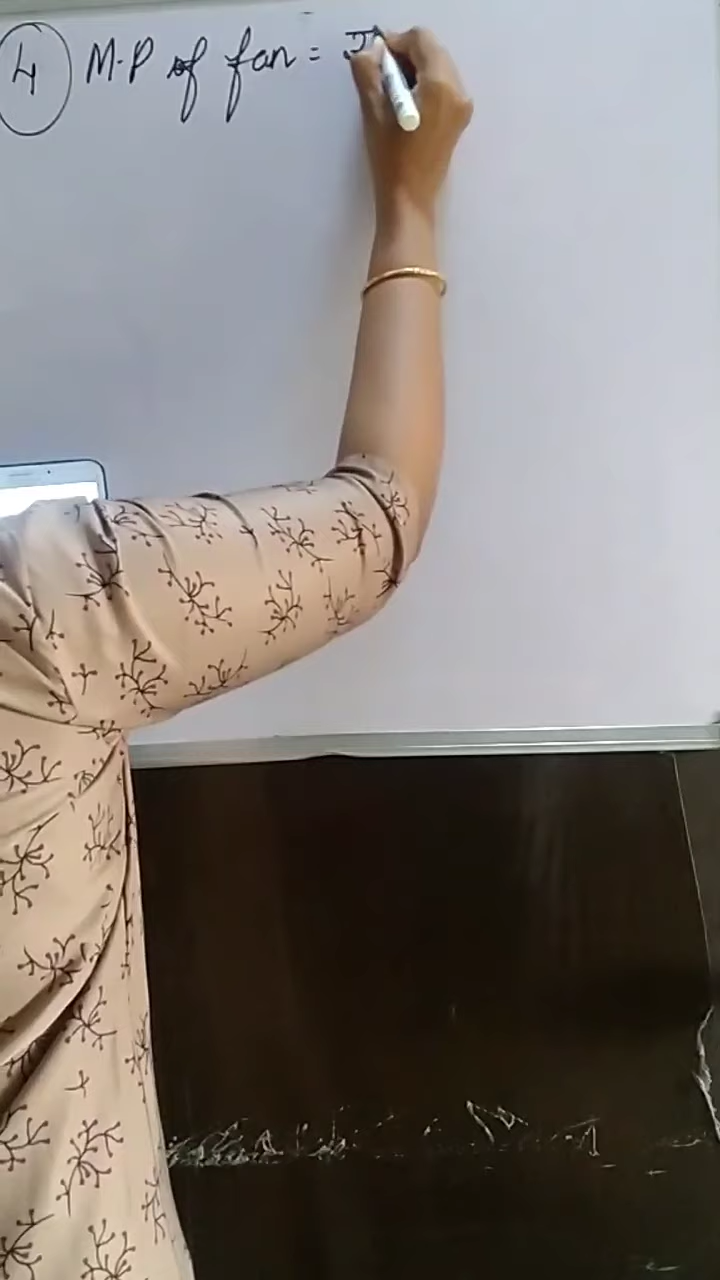 4 M.P of fan = ₹